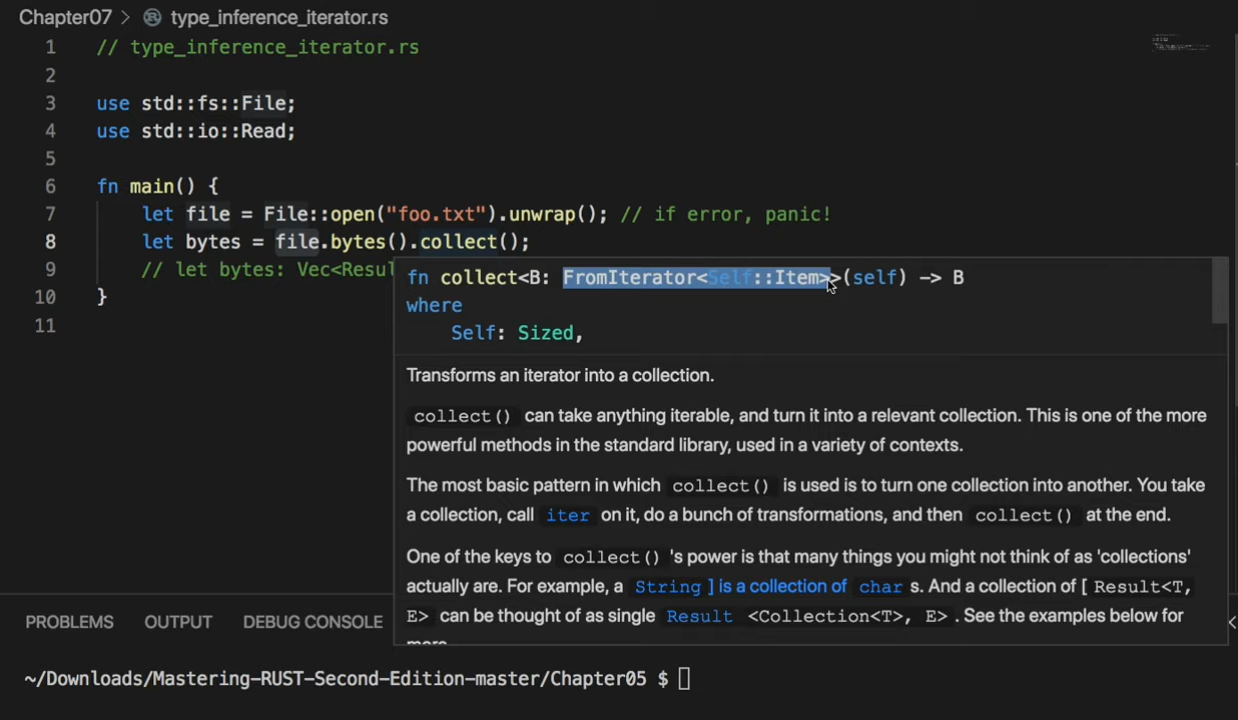 Chapter07 > type_inference_iterator.rs
1 // type_inference_iterator.rs
2
3 use std::fs::File;
4 use std::io::Read;
5
6 fn main() {
7 let file = File::open("foo.txt").unwrap(); // if error, panic!
8 let bytes = file.bytes().collect();
9 // let bytes: Vec<Resul
10 }
11
fn collect<B: FromIterator<Self::Item>>(self) -> B
where
Self: Sized,
Transforms an iterator into a collection.
collect() can take anything iterable, and turn it into a relevant collection. This is one of the more
powerful methods in the standard library, used in a variety of contexts.
The most basic pattern in which collect() is used is to turn one collection into another. You take
a collection, call iter on it, do a bunch of transformations, and then collect() at the end.
One of the keys to collect() 's power is that many things you might not think of as 'collections'
actually are. For example, a String ] is a collection of char s. And a collection of [ Result<T,
E> can be thought of as single Result <Collection<T>, E> . See the examples below for
more
PROBLEMS OUTPUT DEBUG CONSOLE
~/Downloads/Mastering-RUST-Second-Edition-master/Chapter05 $